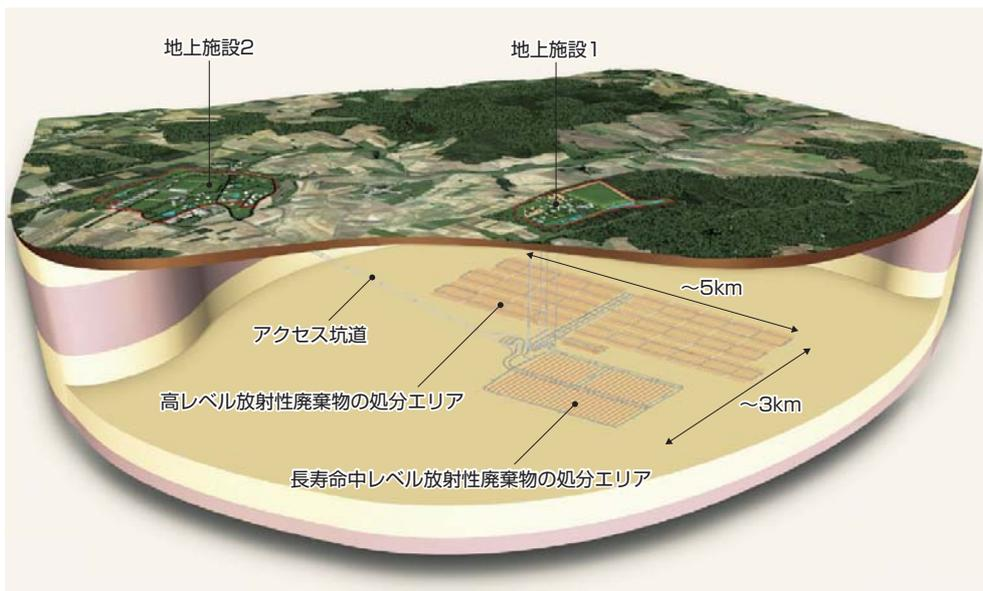 地上施設2
地上施設1
～5km
アクセス坑道
高レベル放射性廃棄物の処分エリア
～3km
長寿命中レベル放射性廃棄物の処分エリア